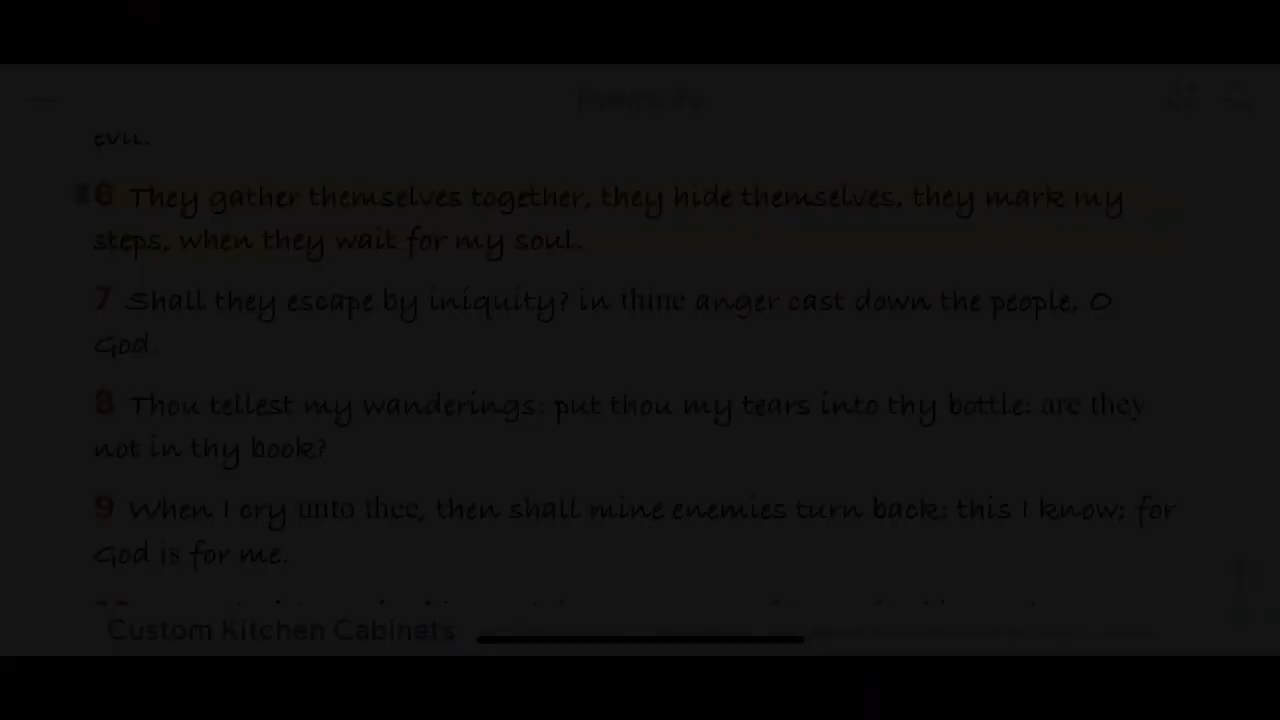 Psalms 56
evil.
6 They gather themselves together, they hide themselves, they mark my
steps, when they wait for my soul.
7 Shall they escape by iniquity? in thine anger cast down the people, O
God.
8 Thou tellest my wanderings: put thou my tears into thy bottle: are they
not in thy book?
9 When I cry unto thee, then shall mine enemies turn back: this I know; for
God is for me.
Custom Kitchen Cabinets